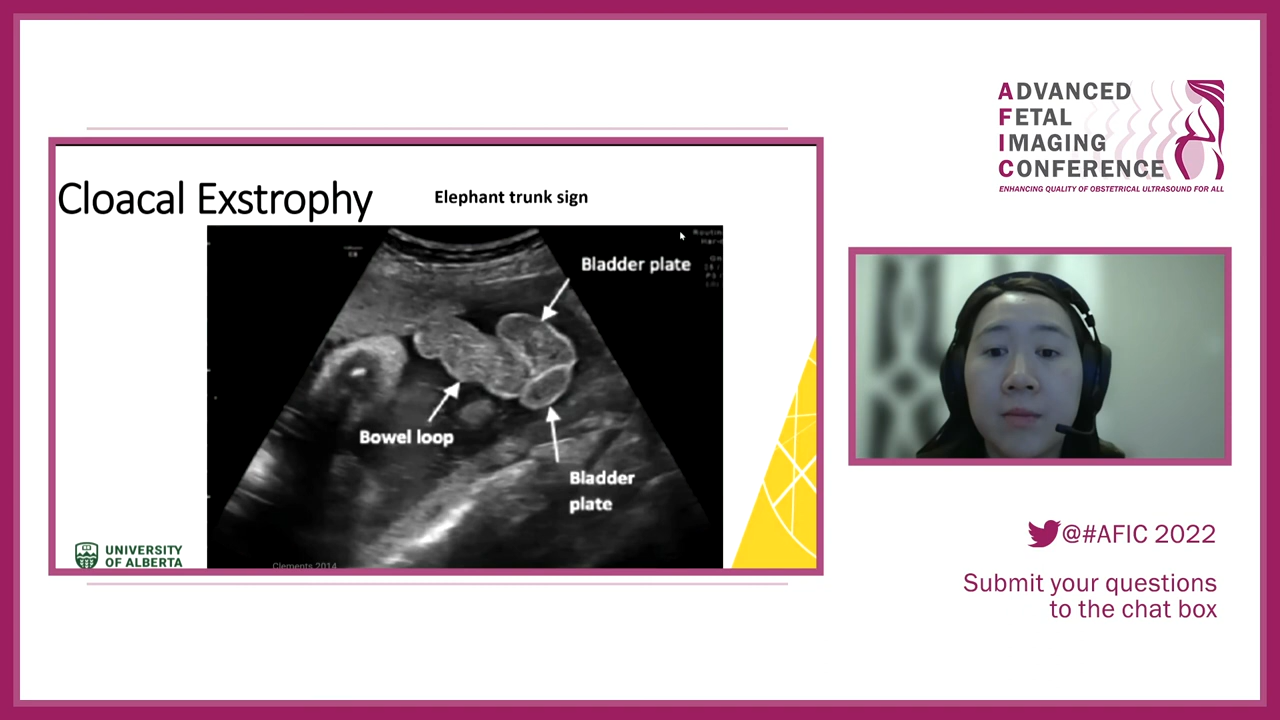 Cloacal Exstrophy
Elephant trunk sign
Bladder plate
Bowel loop
Bladder
plate
Clements 2014
UNIVERSITY
OF ALBERTA
ADVANCED
FETAL
IMAGING
CONFERENCE
ENHANCING QUALITY OF OBSTETRICAL ULTRASOUND FOR ALL
@#AFIC 2022
Submit your questions
to the chat box